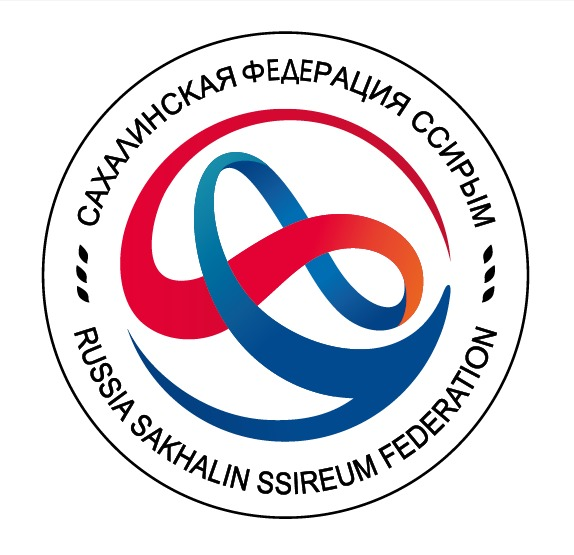 САХАЛИНСКАЯ ФЕДЕРАЦИЯ ССИРЫМ
RUSSIA SAKHALIN SSIREUM FEDERATION